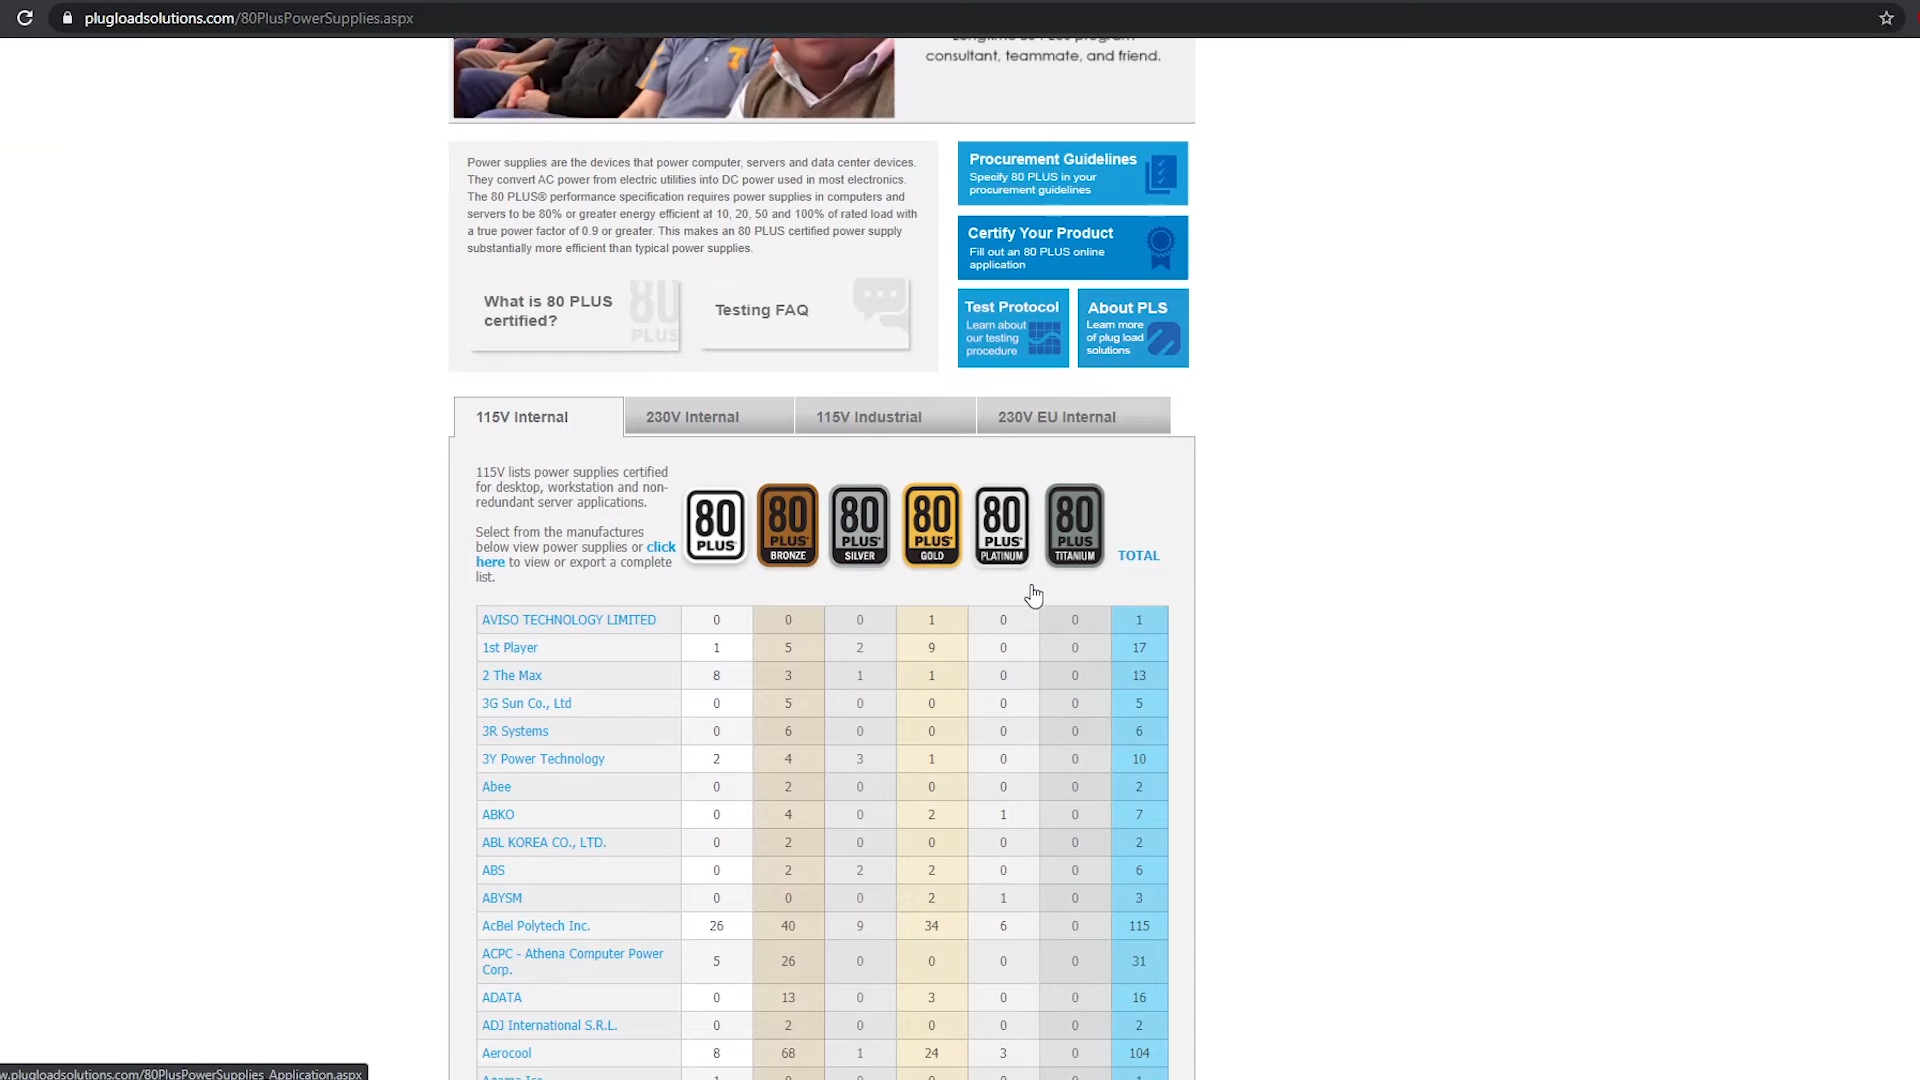 plugloadsolutions.com/80PlusPowerSupplies.aspx
consultant, teammate, and friend.
Power supplies are the devices that power computer, servers and data center devices.
They convert AC power from electric utilities into DC power used in most electronics.
The 80 PLUS® performance specification requires power supplies in computers and
servers to be 80% or greater energy efficient at 10, 20, 50 and 100% of rated load with
a true power factor of 0.9 or greater. This makes an 80 PLUS certified power supply
substantially more efficient than typical power supplies.
What is 80 PLUS
certified?
80
PLUS
Testing FAQ
Procurement Guidelines
Specify 80 PLUS in your
procurement guidelines
Certify Your Product
Fill out an 80 PLUS online
application
Test Protocol
Learn about
our testing
procedure
About PLS
Learn more
of plug load
solutions
115V Internal 230V Internal 115V Industrial 230V EU Internal
115V lists power supplies certified
for desktop, workstation and non-
redundant server applications.
Select from the manufactures
below view power supplies or click
here to view or export a complete
list.
80 PLUS
80 PLUS BRONZE
80 PLUS SILVER
80 PLUS GOLD
80 PLUS PLATINUM
80 PLUS TITANIUM
TOTAL
AVISO TECHNOLOGY LIMITED 0 0 0 1 0 0 1
1st Player 1 5 2 9 0 0 17
2 The Max 8 3 1 1 0 0 13
3G Sun Co., Ltd 0 5 0 0 0 0 5
3R Systems 0 6 0 0 0 0 6
3Y Power Technology 2 4 3 1 0 0 10
Abee 0 2 0 0 0 0 2
ABKO 0 4 0 2 1 0 7
ABL KOREA CO., LTD. 0 2 0 0 0 0 2
ABS 0 2 2 2 0 0 6
ABYSM 0 0 0 2 1 0 3
AcBel Polytech Inc. 26 40 9 34 6 0 115
ACPC - Athena Computer Power
Corp. 5 26 0 0 0 0 31
ADATA 0 13 0 3 0 0 16
ADJ International S.R.L. 0 2 0 0 0 0 2
Aerocool 8 68 1 24 3 0 104
w.plugloadsolutions.com/80PlusPowerSupplies_Application.aspx